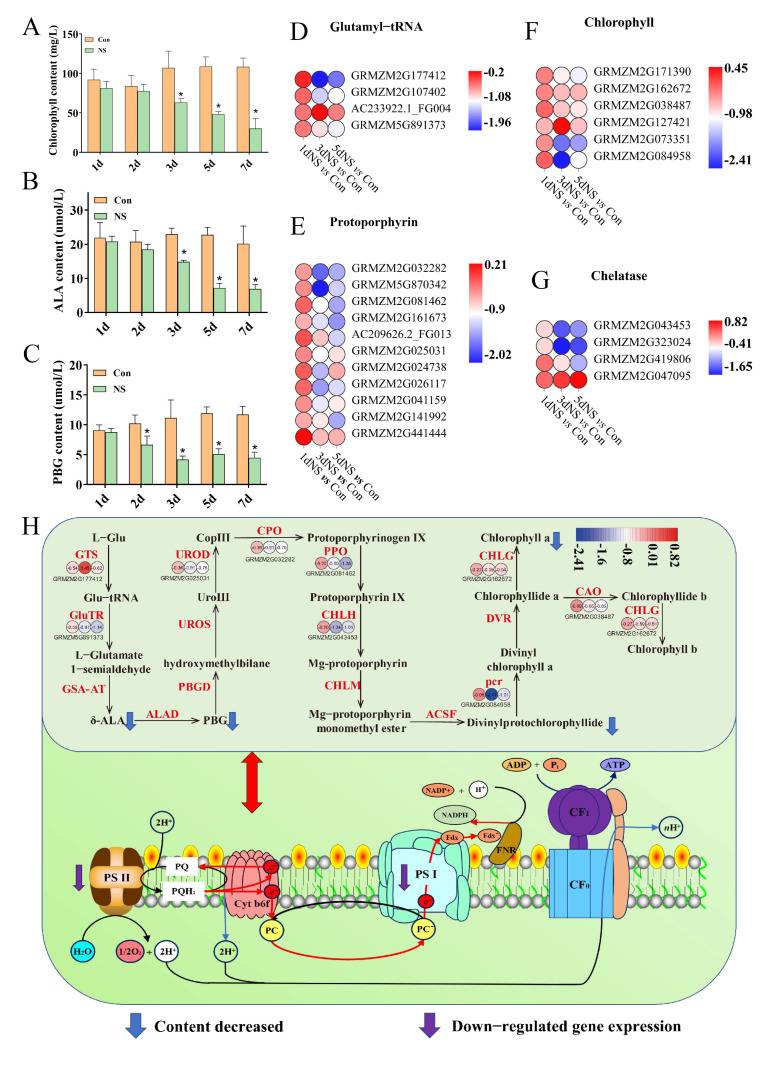 A
Chlorophyll content (mg/L)
150
100
50
0
Con
NS
*
*
*
1d
2d
3d
5d
7d
B
ALA content (umol/L)
30
20
10
0
Con
NS
*
*
*
1d
2d
3d
5d
7d
C
PBG content (umol/L)
20
15
10
5
0
Con
NS
*
*
*
*
1d
2d
3d
5d
7d
D
Glutamyl−tRNA
GRMZM2G177412
GRMZM2G107402
AC233922.1_FG004
GRMZM5G891373
-0.2
-1.08
-1.96
1dNS vs Con
3dNS vs Con
5dNS vs Con
E
Protoporphyrin
GRMZM2G032282
GRMZM5G870342
GRMZM2G081462
GRMZM2G161673
AC209626.2_FG013
GRMZM2G025031
GRMZM2G024738
GRMZM2G026117
GRMZM2G041159
GRMZM2G141992
GRMZM2G441444
0.21
-0.9
-2.02
1dNS vs Con
3dNS vs Con
5dNS vs Con
F
Chlorophyll
GRMZM2G171390
GRMZM2G162672
GRMZM2G038487
GRMZM2G127421
GRMZM2G073351
GRMZM2G084958
0.45
-0.98
-2.41
1dNS vs Con
3dNS vs Con
5dNS vs Con
G
Chelatase
GRMZM2G043453
GRMZM2G323024
GRMZM2G419806
GRMZM2G047095
0.82
-0.41
-1.65
1dNS vs Con
3dNS vs Con
5dNS vs Con
H
L−Glu
GTS
GRMZM2G177412
Glu−tRNA
GluTR
GRMZM5G891373
L−Glutamate
1−semialdehyde
GSA-AT
δ-ALA
ALAD
PBG
PBGD
hydroxymethylbilane
UROS
UroIII
UROD
GRMZM2G025031
CopIII
CPO
GRMZM2G032282
Protoporphyrinogen IX
PPO
GRMZM2G081462
Protoporphyrin IX
CHLH
GRMZM2G043453
Mg−protoporphyrin
CHLM
Mg−protoporphyrin
monomethyl ester
ACSF
Divinylprotochlorophyllide
pcr
GRMZM2G084958
Divinyl
chlorophyll a
DVR
Chlorophyllide a
CHLG
GRMZM2G162672
Chlorophyll a
CAO
GRMZM2G038487
Chlorophyllide b
CHLG
GRMZM2G162672
Chlorophyll b
-2.41
-1.6
-0.8
0.01
0.82
2H⁺
PS II
PQ
PQH₂
Cyt b6f
e⁻
e⁻
H₂O
1/2O₂ + 2H⁺
2H⁺
PC
PC⁻
PS I
e⁻
Fdx
Fdx⁻
FNR
NADP+ + H⁺
NADPH
ADP + Pi
ATP
CF₁
CF₀
nH⁺
Content decreased
Down−regulated gene expression